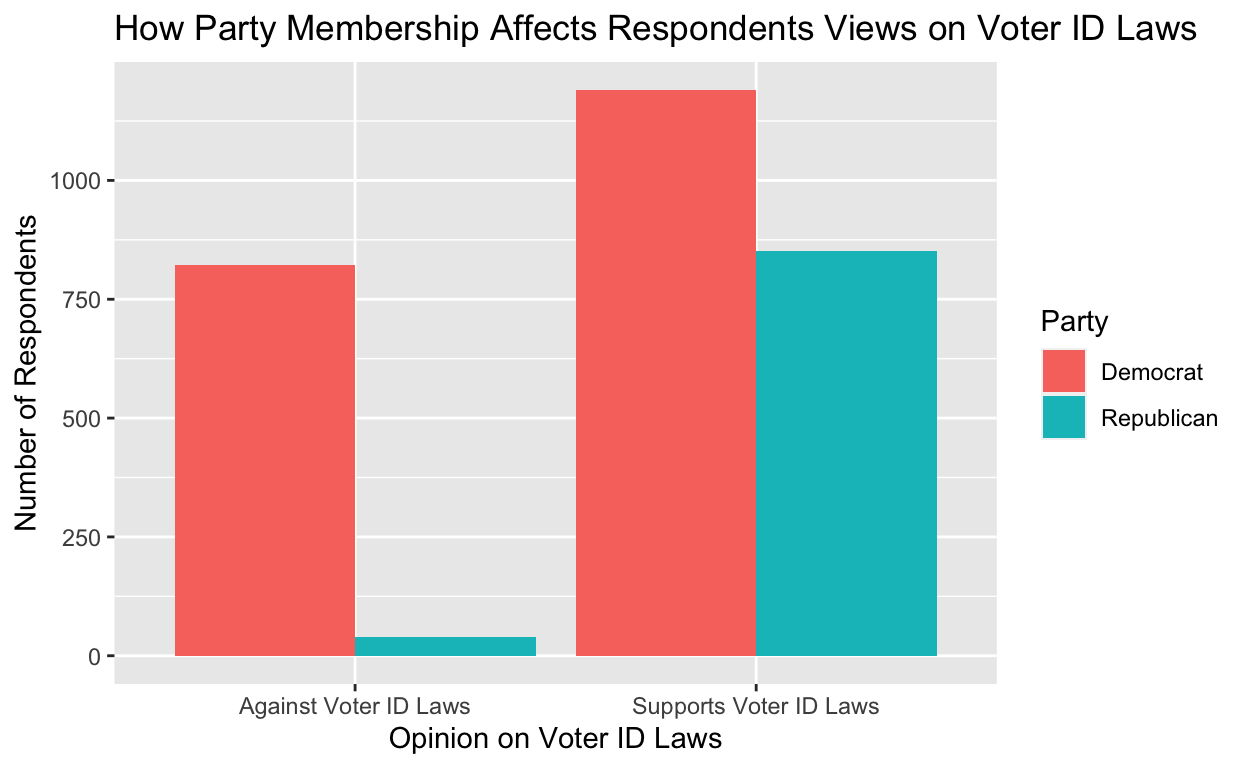 How Party Membership Affects Respondents Views on Voter ID Laws
Number of Respondents
1000
750
500
250
0
Against Voter ID Laws
Supports Voter ID Laws
Opinion on Voter ID Laws
Party
Democrat
Republican